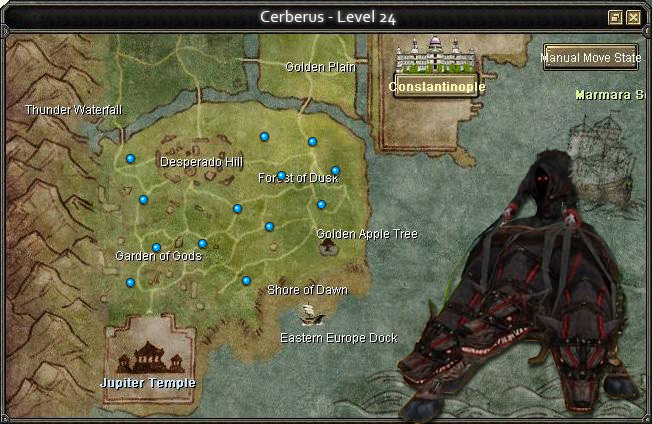 Cerberus - Level 24
Manual Move State
Golden Plain
Constantinople
Marmara S
Thunder Waterfall
Desperado Hill
Forest of Dusk
Golden Apple Tree
Garden of Gods
Shore of Dawn
Eastern Europe Dock
Jupiter Temple